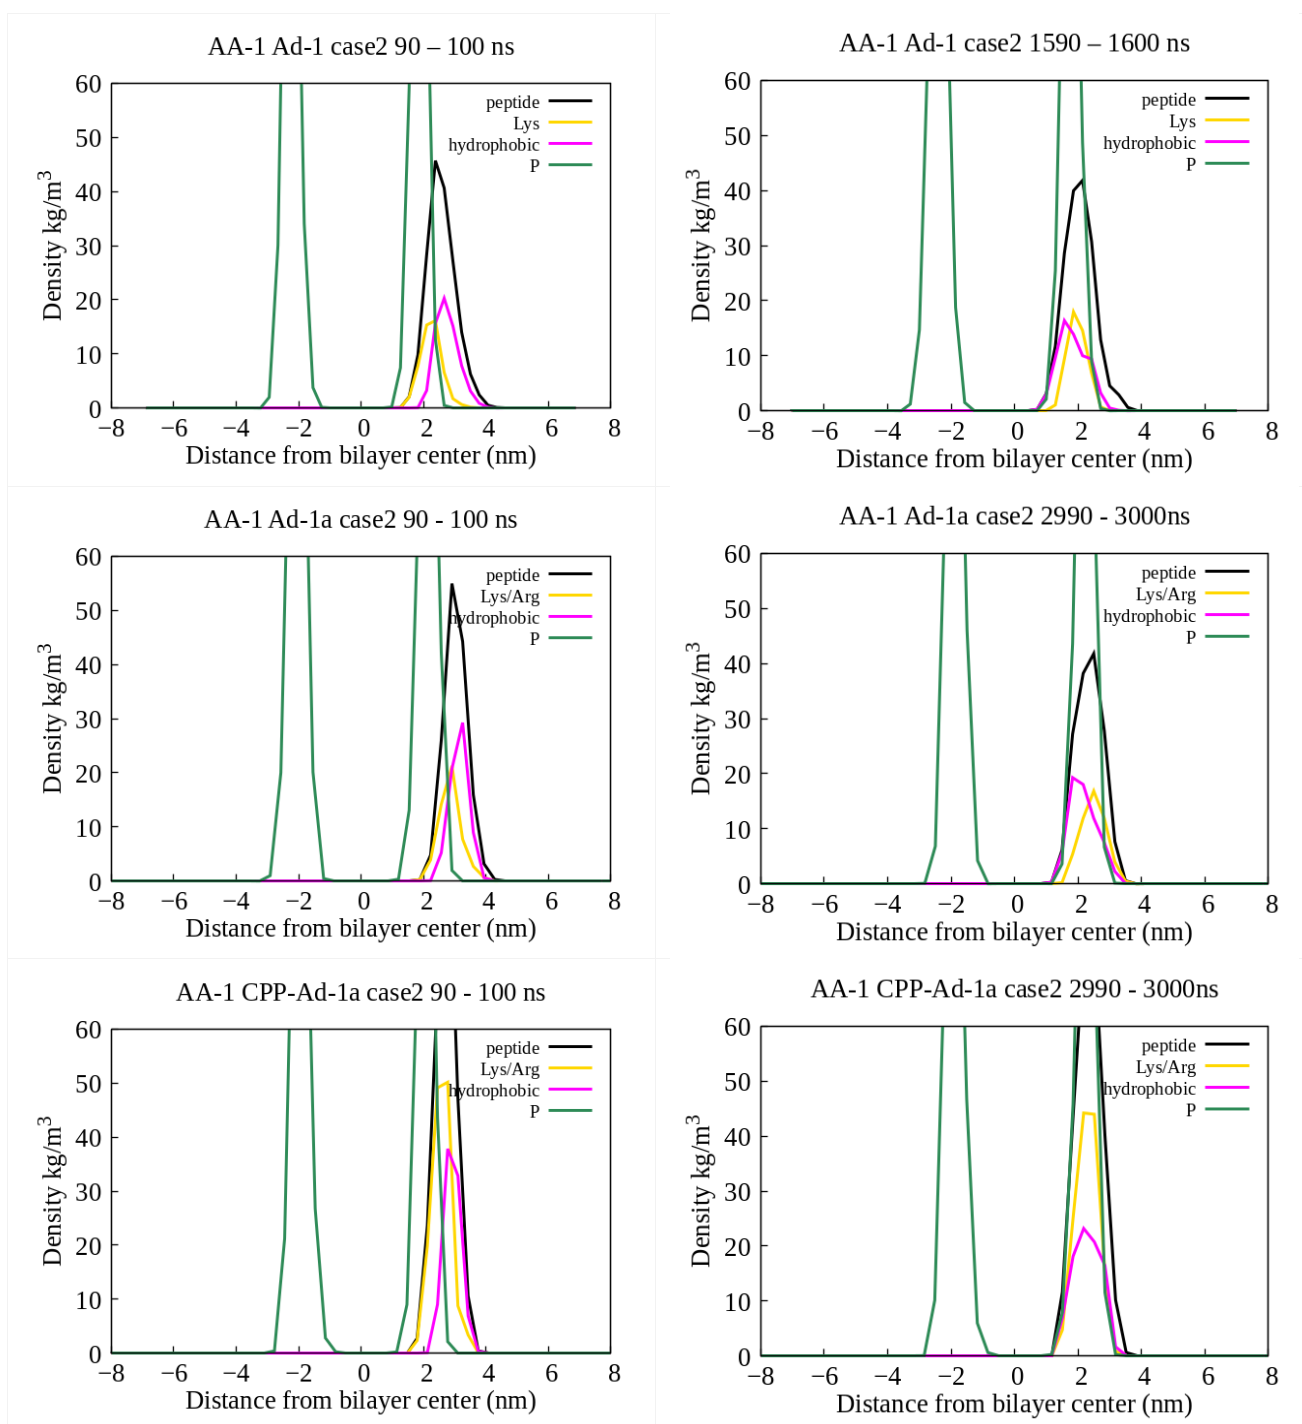 AA-1 Ad-1 case2 90 – 100 ns
60
50
40
30
20
10
0
Density kg/m3
peptide
Lys
hydrophobic
P
−8 −6 −4 −2 0 2 4 6 8
Distance from bilayer center (nm)
AA-1 Ad-1 case2 1590 – 1600 ns
60
50
40
30
20
10
0
Density kg/m3
peptide
Lys
hydrophobic
P
−8 −6 −4 −2 0 2 4 6 8
Distance from bilayer center (nm)
AA-1 Ad-1a case2 90 - 100 ns
60
50
40
30
20
10
0
Density kg/m3
peptide
Lys/Arg
hydrophobic
P
−8 −6 −4 −2 0 2 4 6 8
Distance from bilayer center (nm)
AA-1 Ad-1a case2 2990 - 3000ns
60
50
40
30
20
10
0
Density kg/m3
peptide
Lys/Arg
hydrophobic
P
−8 −6 −4 −2 0 2 4 6 8
Distance from bilayer center (nm)
AA-1 CPP-Ad-1a case2 90 - 100 ns
60
50
40
30
20
10
0
Density kg/m3
peptide
Lys/Arg
hydrophobic
P
−8 −6 −4 −2 0 2 4 6 8
Distance from bilayer center (nm)
AA-1 CPP-Ad-1a case2 2990 - 3000ns
60
50
40
30
20
10
0
Density kg/m3
peptide
Lys/Arg
hydrophobic
P
−8 −6 −4 −2 0 2 4 6 8
Distance from bilayer center (nm)